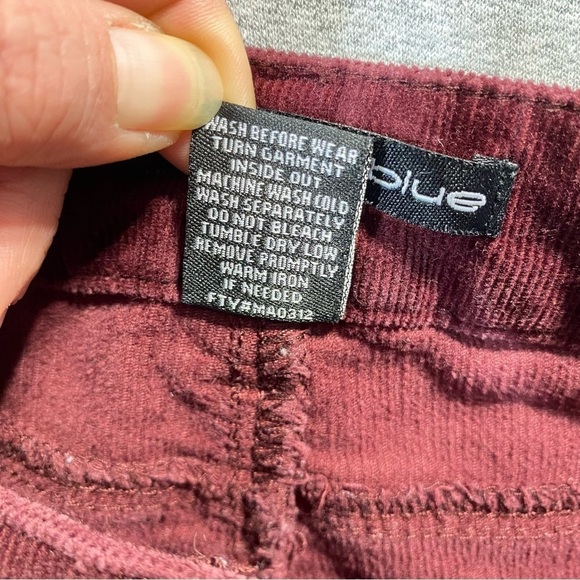 WASH BEFORE WEAR
TURN GARMENT
INSIDE OUT
MACHINE WASH COLD
WASH SEPARATELY
DO NOT BLEACH
TUMBLE DRY LOW
REMOVE PROMPTLY
WARM IRON
IF NEEDED
FTY#MA0312
blue